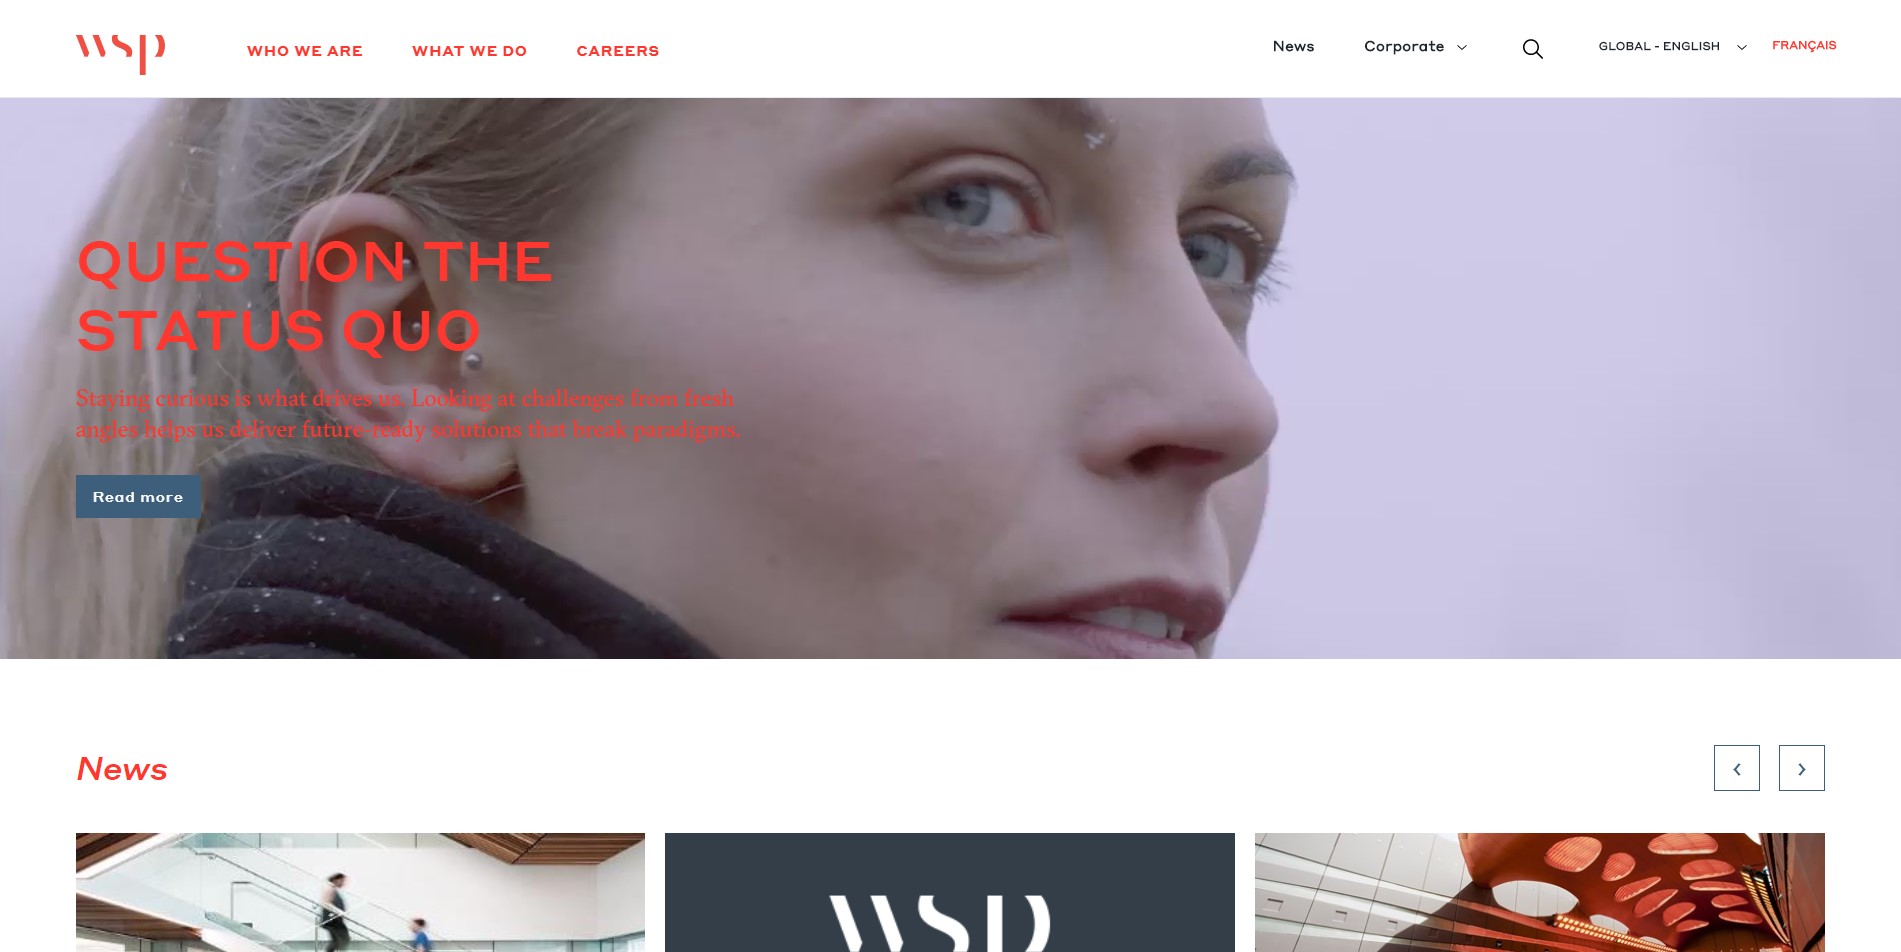 wsp
WHO WE ARE
WHAT WE DO
CAREERS
News
Corporate
GLOBAL - ENGLISH
FRANÇAIS
QUESTION THE
STATUS QUO
Staying curious is what drives us. Looking at challenges from fresh
angles helps us deliver future-ready solutions that break paradigms.
Read more
News
wsp